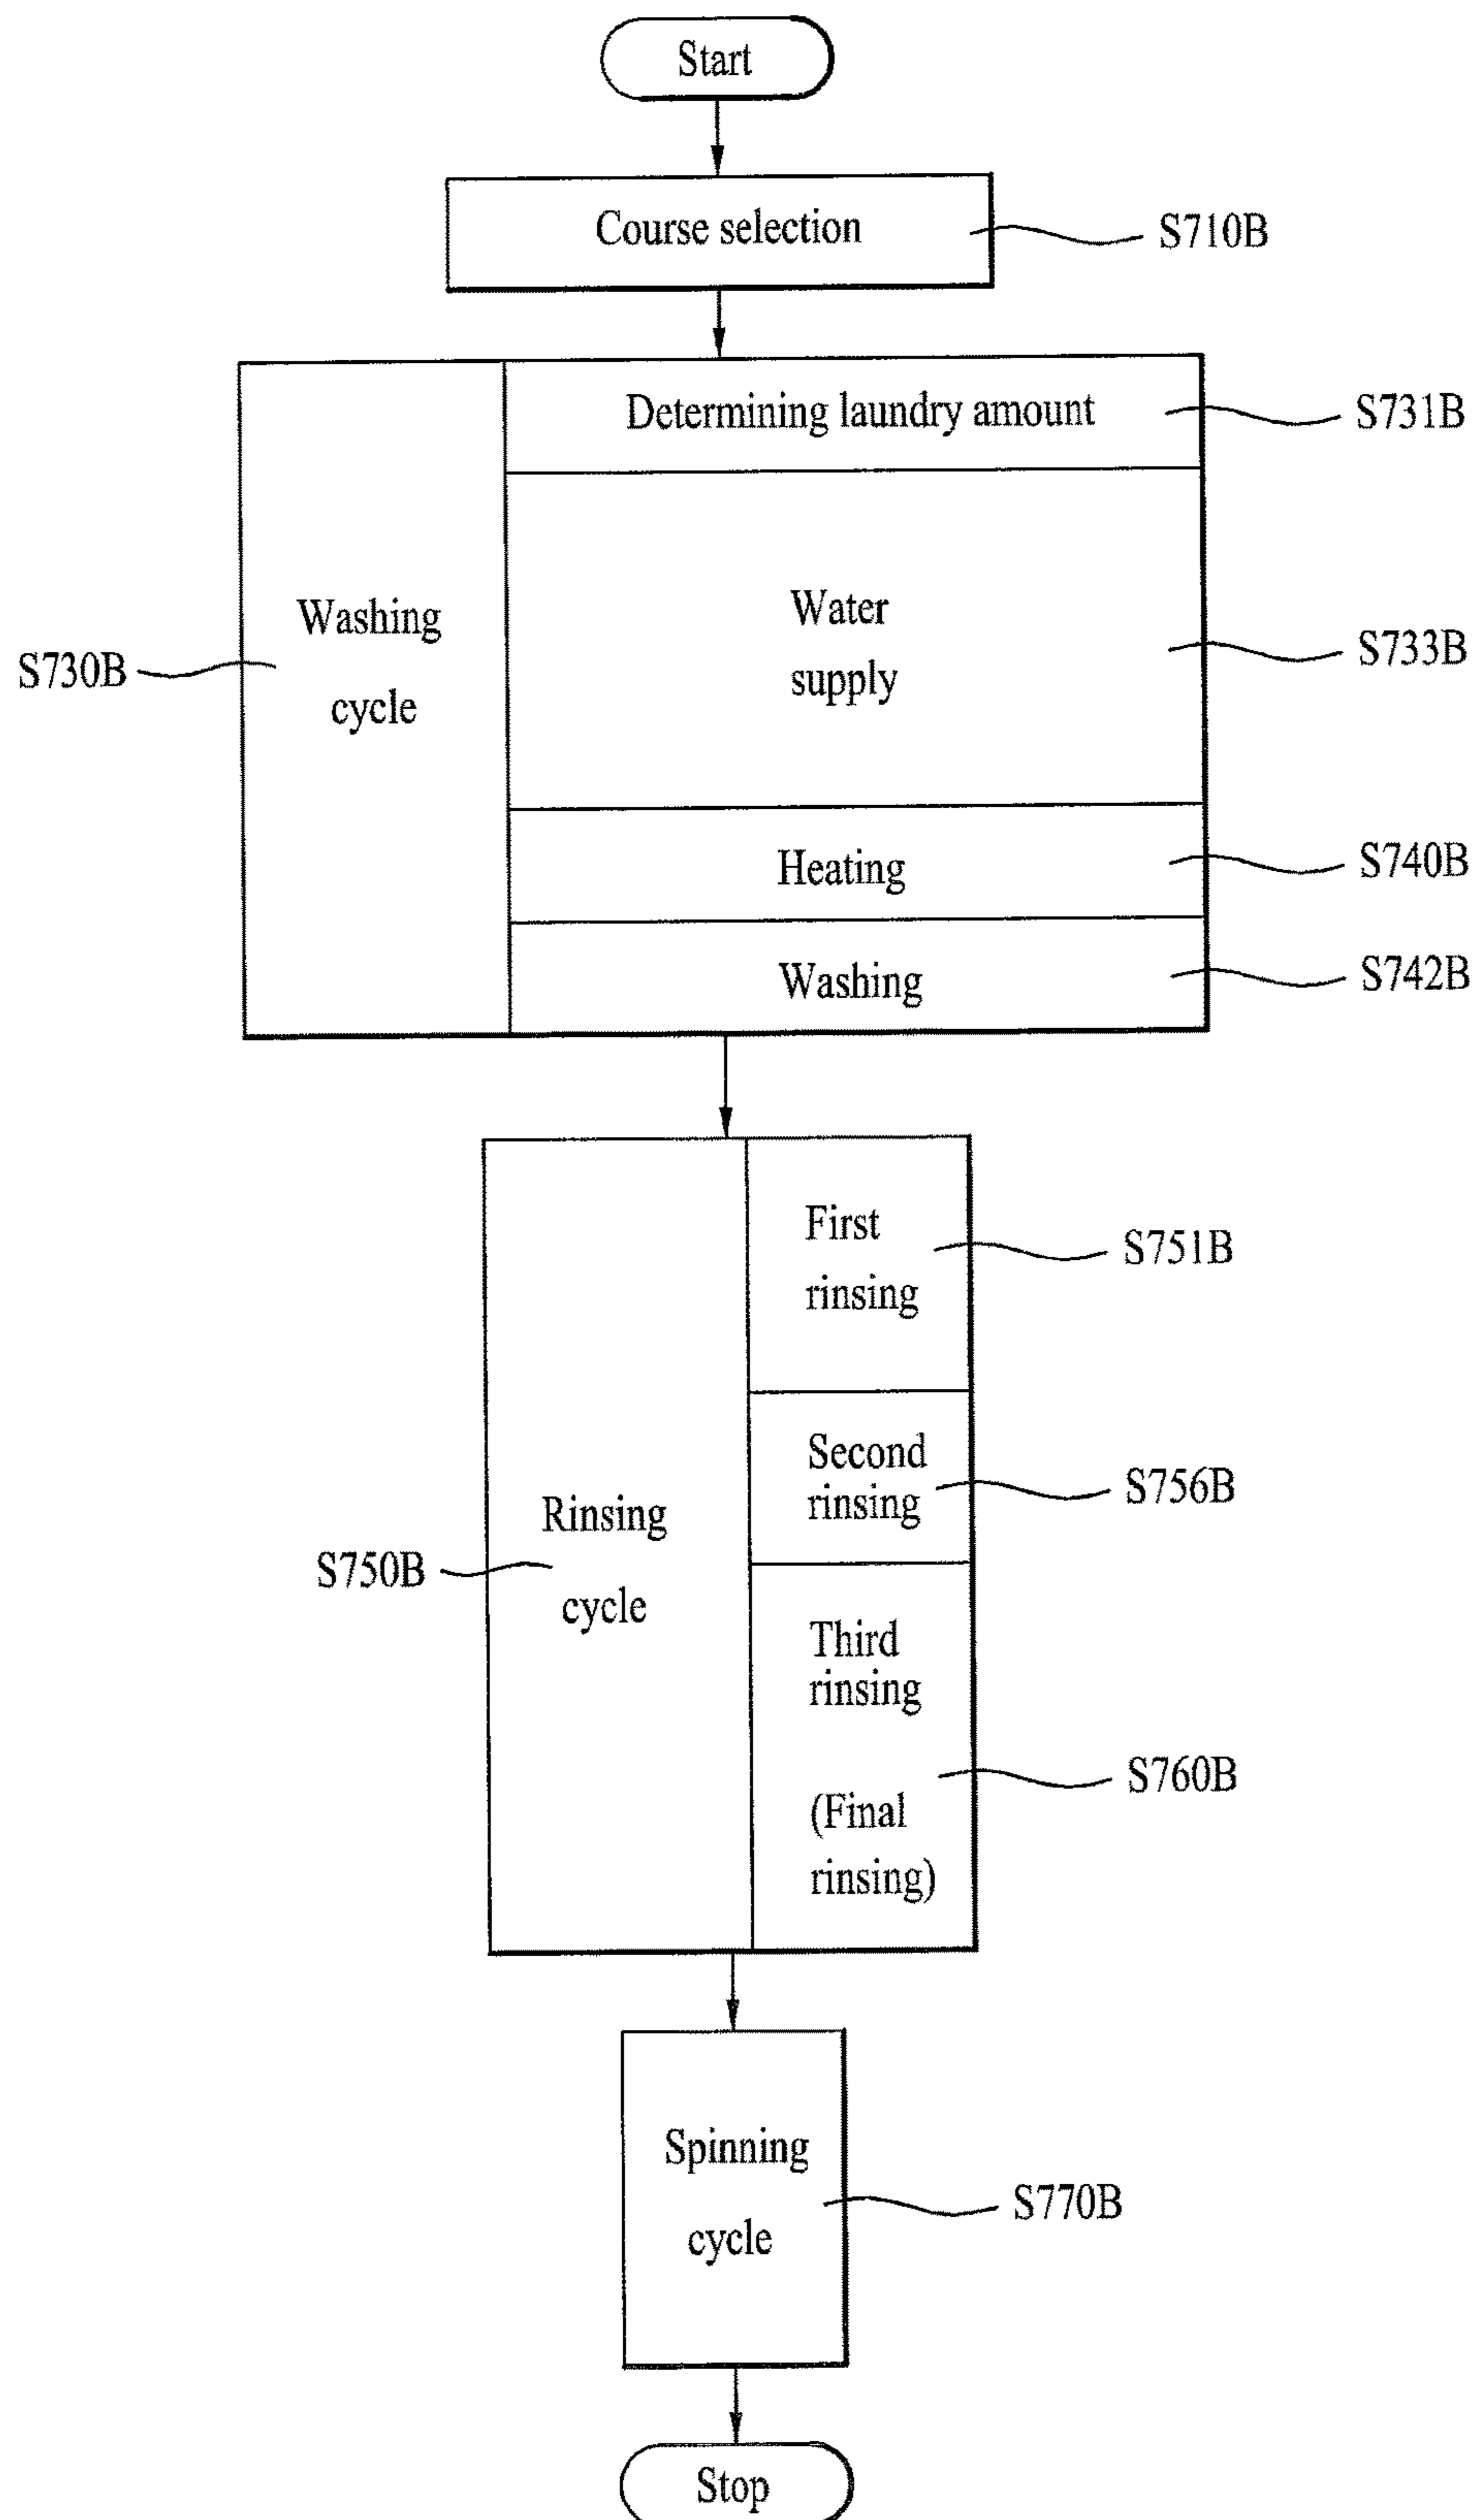 Start
Course selection
S710B
Determining laundry amount
S731B
Washing
cycle
S730B
Water
supply
S733B
Heating
S740B
Washing
S742B
First
rinsing
S751B
Rinsing
cycle
S750B
Second
rinsing
S756B
Third
rinsing
(Final
rinsing)
S760B
Spinning
cycle
S770B
Stop